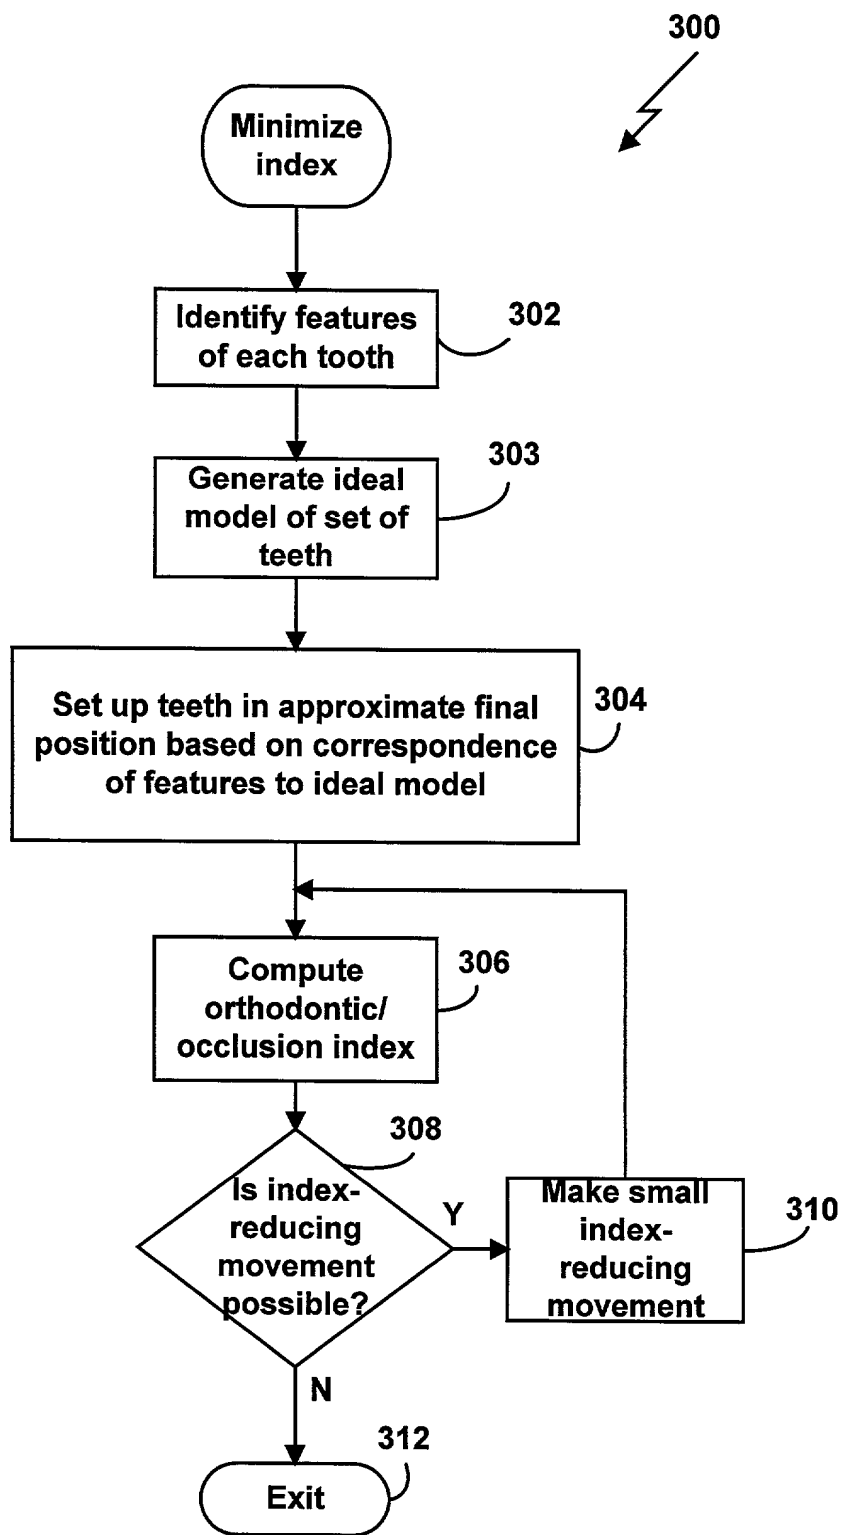 300
Minimize
index
Identify features
of each tooth
302
Generate ideal
model of set of
teeth
303
Set up teeth in approximate final
position based on correspondence
of features to ideal model
304
Compute
orthodontic/
occlusion index
306
308
Is index-
reducing
movement
possible?
Y
Make small
index-
reducing
movement
310
N
312
Exit